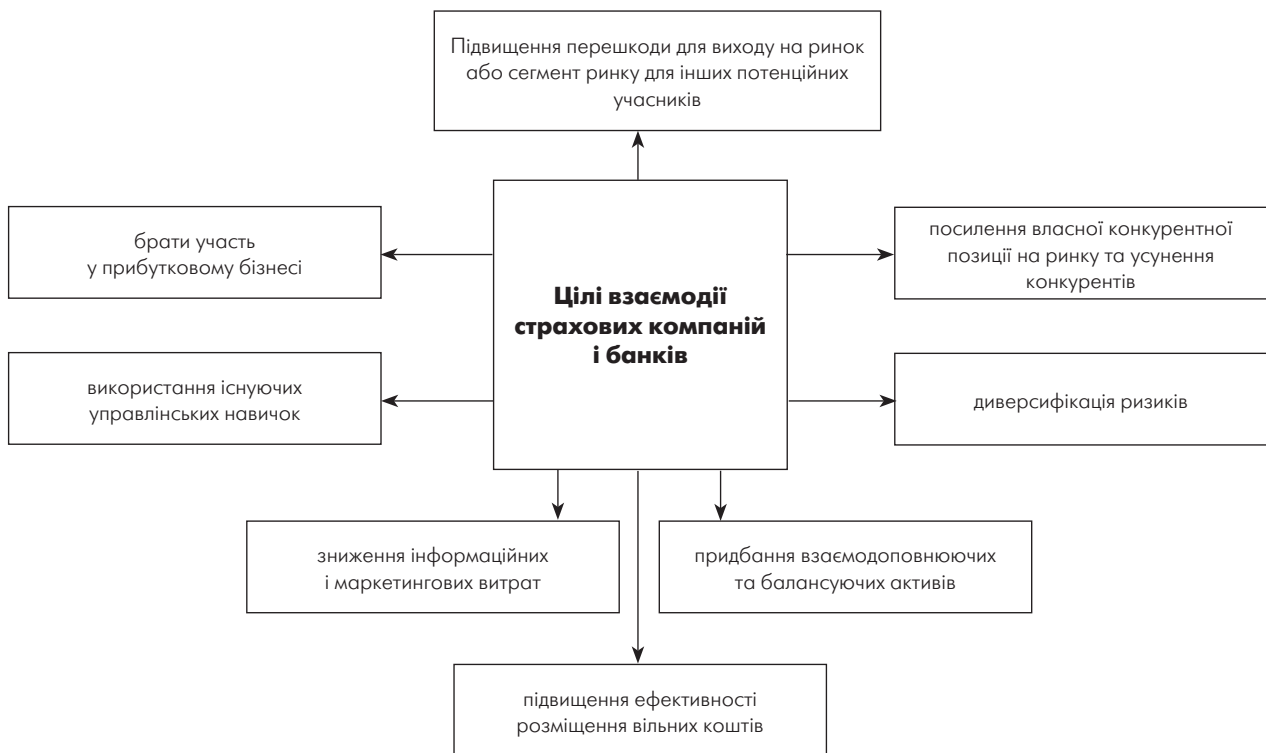 Підвищення перешкоди для виходу на ринок
або сегмент ринку для інших потенційних
учасників
брати участь
у прибутковому бізнесі
посилення власної конкурентної
позиції на ринку та усунення
конкурентів
Цілі взаємодії
страхових компаній
і банків
використання існуючих
управлінських навичок
диверсифікація ризиків
зниження інформаційних
і маркетингових витрат
придбання взаємодоповнюючих
та балансуючих активів
підвищення ефективності
розміщення вільних коштів